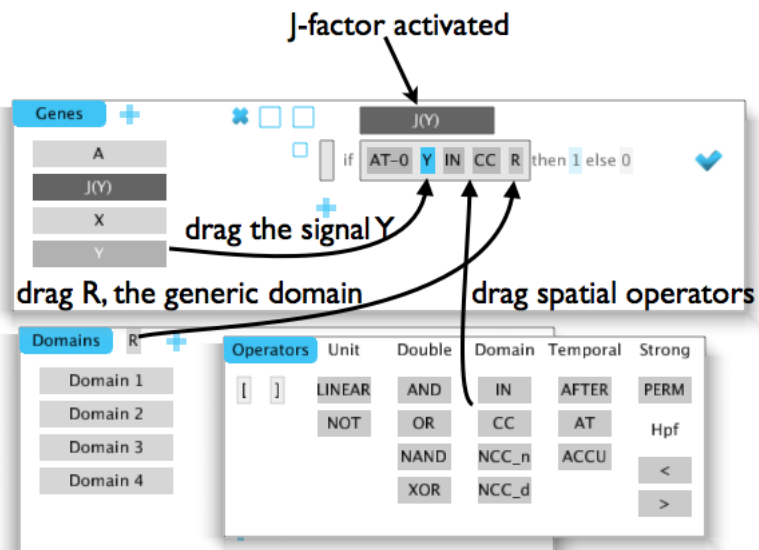 J-factor activated
Genes
J(Y)
A
if AT-0 Y IN CC R then 1 else 0
J(Y)
X
drag the signal Y
Y
drag R, the generic domain
drag spatial operators
Domains R
Operators Unit Double Domain Temporal Strong
Domain 1
[ ] LINEAR AND IN AFTER PERM
Domain 2
NOT OR CC AT Hpf
Domain 3
NAND NCC_n ACCU <
Domain 4
XOR NCC_d >